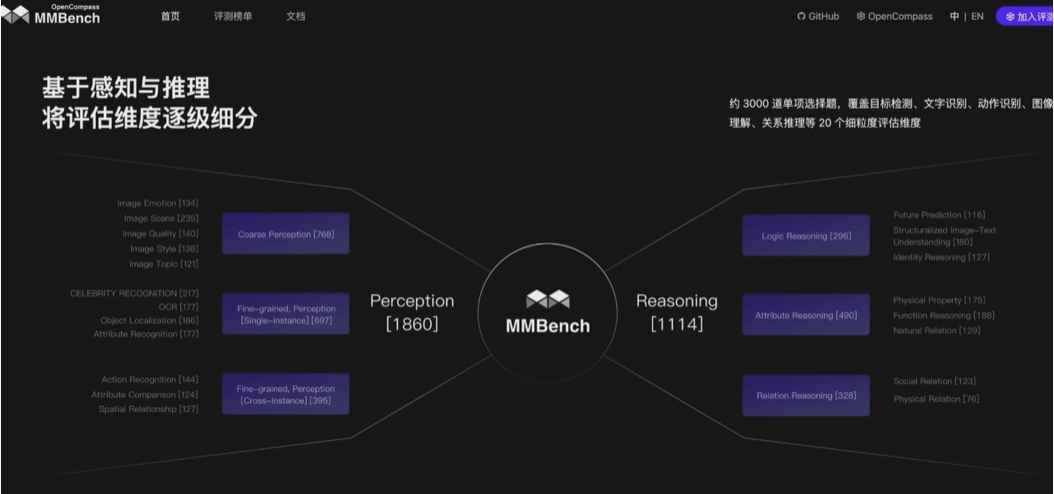 OpenCompass
MMBench
首页 评测榜单 文档
GitHub OpenCompass 中 | EN 加入评测
基于感知与推理
将评估维度逐级细分
约 3000 道单项选择题，覆盖目标检测、文字识别、动作识别、图像
理解、关系推理等 20 个细粒度评估维度
Image Emotion [134]
Image Scene [235]
Image Quality [140]
Image Style [138]
Image Topic [121]
Coarse Perception [768]
CELEBRITY RECOGNITION [217]
OCR [177]
Object Localization [186]
Attribute Recognition [177]
Fine-grained, Perception
[Single-Instance] [697]
Action Recognition [144]
Attribute Comparison [124]
Spatial Relationship [127]
Fine-grained, Perception
[Cross-Instance] [395]
Perception
[1860]
MMBench
Reasoning
[1114]
Logic Reasoning [296]
Future Prediction [116]
Structuralized Image-Text
Understanding [180]
Identity Reasoning [127]
Attribute Reasoning [490]
Physical Property [175]
Function Reasoning [188]
Natural Relation [129]
Relation Reasoning [328]
Social Relation [123]
Physical Relation [76]